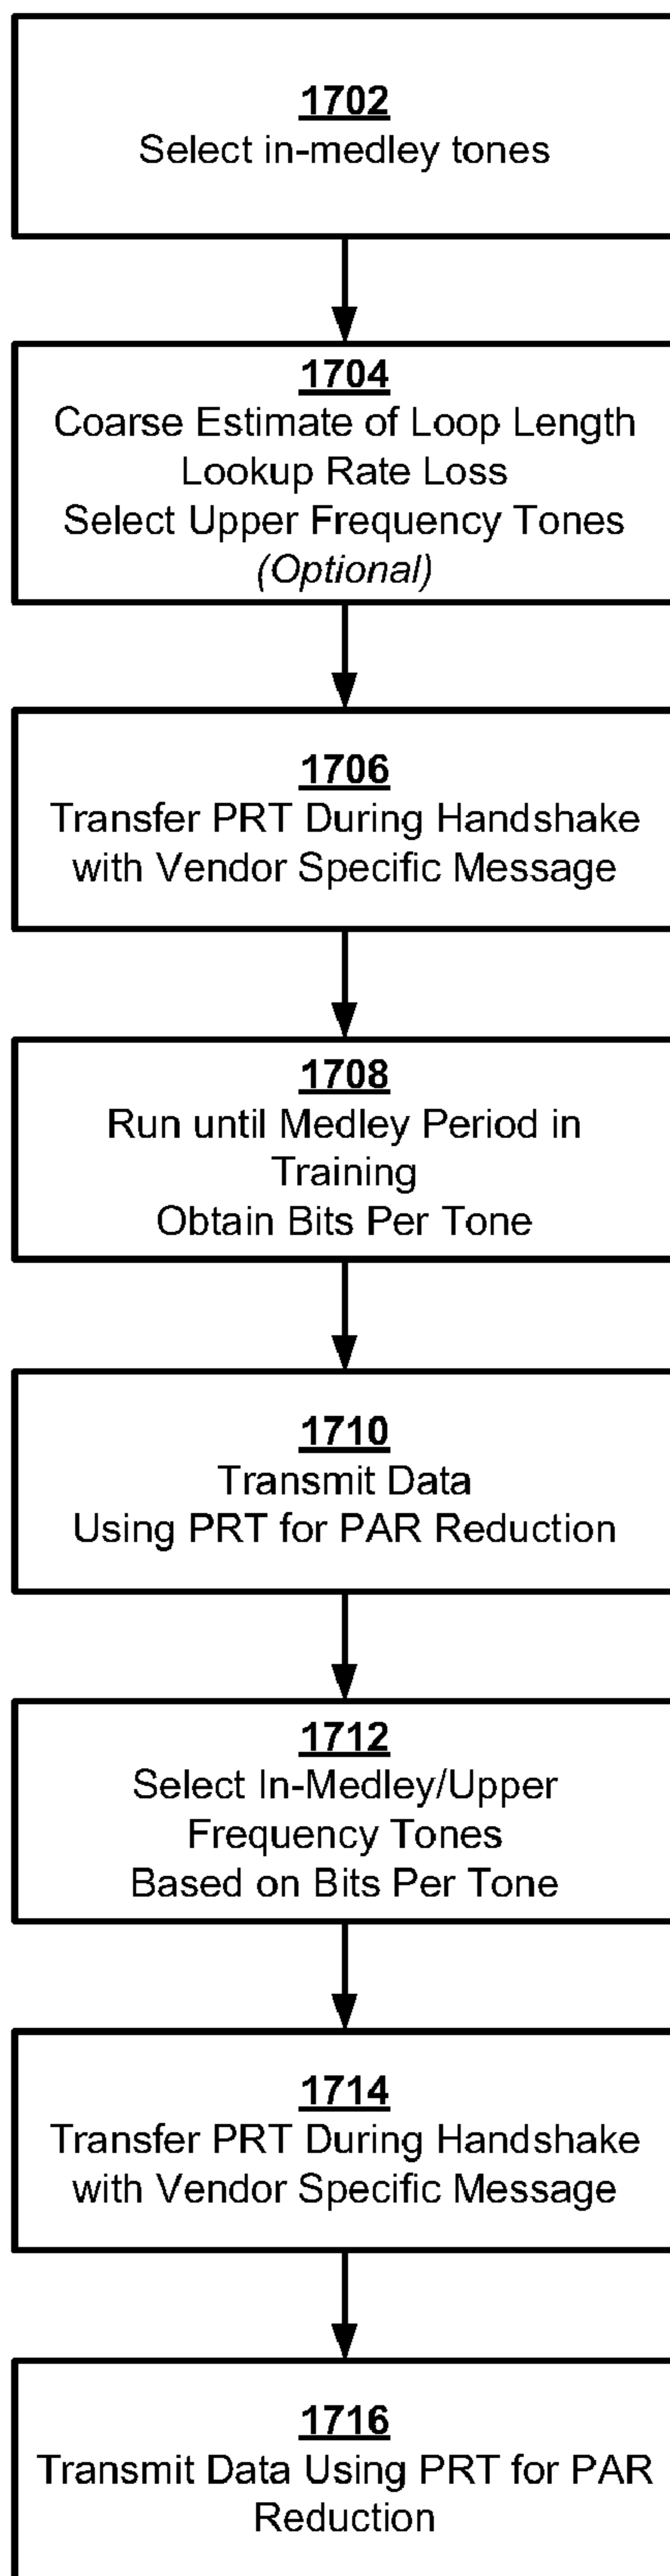 1702
Select in-medley tones
1704
Coarse Estimate of Loop Length
Lookup Rate Loss
Select Upper Frequency Tones
(Optional)
1706
Transfer PRT During Handshake
with Vendor Specific Message
1708
Run until Medley Period in
Training
Obtain Bits Per Tone
1710
Transmit Data
Using PRT for PAR Reduction
1712
Select In-Medley/Upper
Frequency Tones
Based on Bits Per Tone
1714
Transfer PRT During Handshake
with Vendor Specific Message
1716
Transmit Data Using PRT for PAR
Reduction